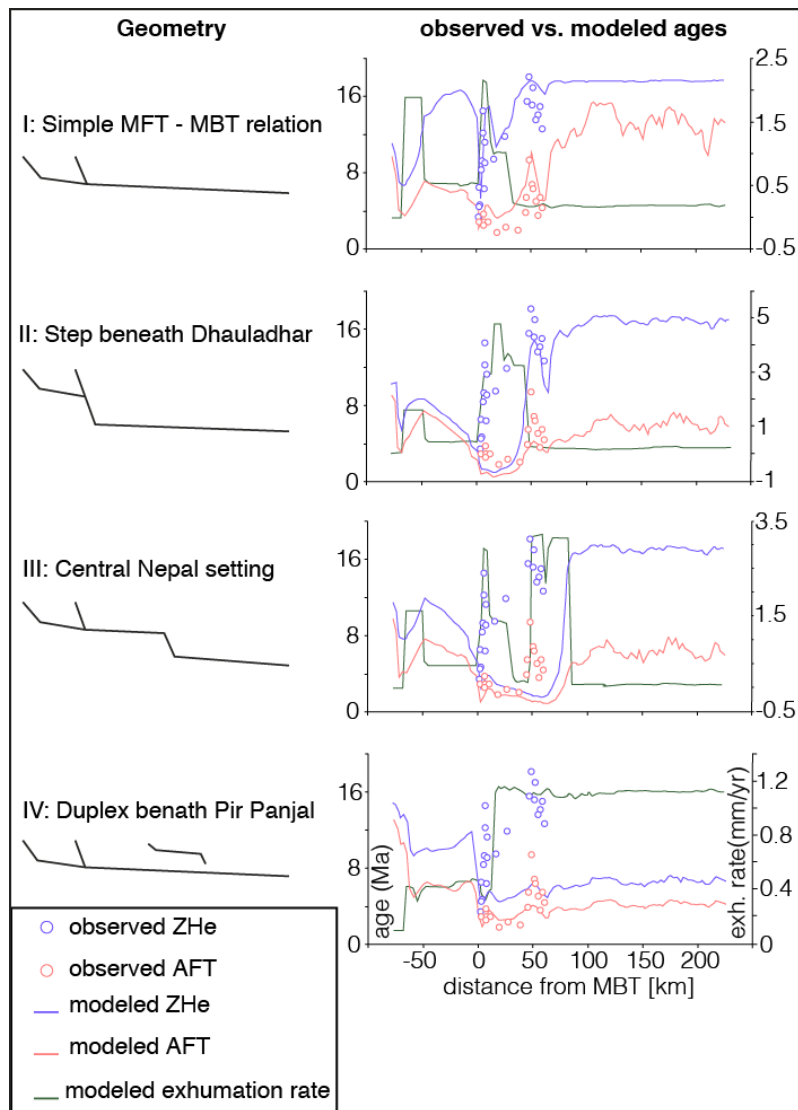 Geometry
observed vs. modeled ages
I: Simple MFT - MBT relation
16
8
0
2.5
1.5
0.5
-0.5
II: Step beneath Dhauladhar
16
8
0
5
3
1
-1
III: Central Nepal setting
16
8
0
3.5
1.5
-0.5
IV: Duplex benath Pir Panjal
16
8
0
age (Ma)
1.2
0.8
0.4
0
exh. rate(mm/yr)
-50 0 50 100 150 200
distance from MBT [km]
observed ZHe
observed AFT
modeled ZHe
modeled AFT
modeled exhumation rate